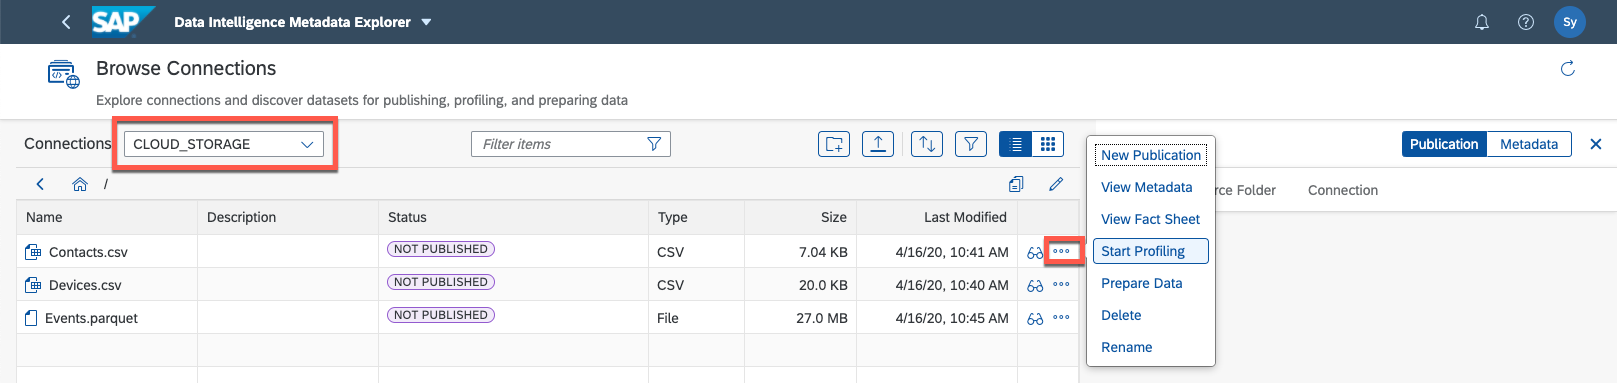 SAP Data Intelligence Metadata Explorer Sy
Browse Connections
Explore connections and discover datasets for publishing, profiling, and preparing data
Connections CLOUD_STORAGE Filter items Publication Metadata
/
rce Folder Connection
Name Description Status Type Size Last Modified
Contacts.csv NOT PUBLISHED CSV 7.04 KB 4/16/20, 10:41 AM
Devices.csv NOT PUBLISHED CSV 20.0 KB 4/16/20, 10:40 AM
Events.parquet NOT PUBLISHED File 27.0 MB 4/16/20, 10:45 AM
New Publication
View Metadata
View Fact Sheet
Start Profiling
Prepare Data
Delete
Rename